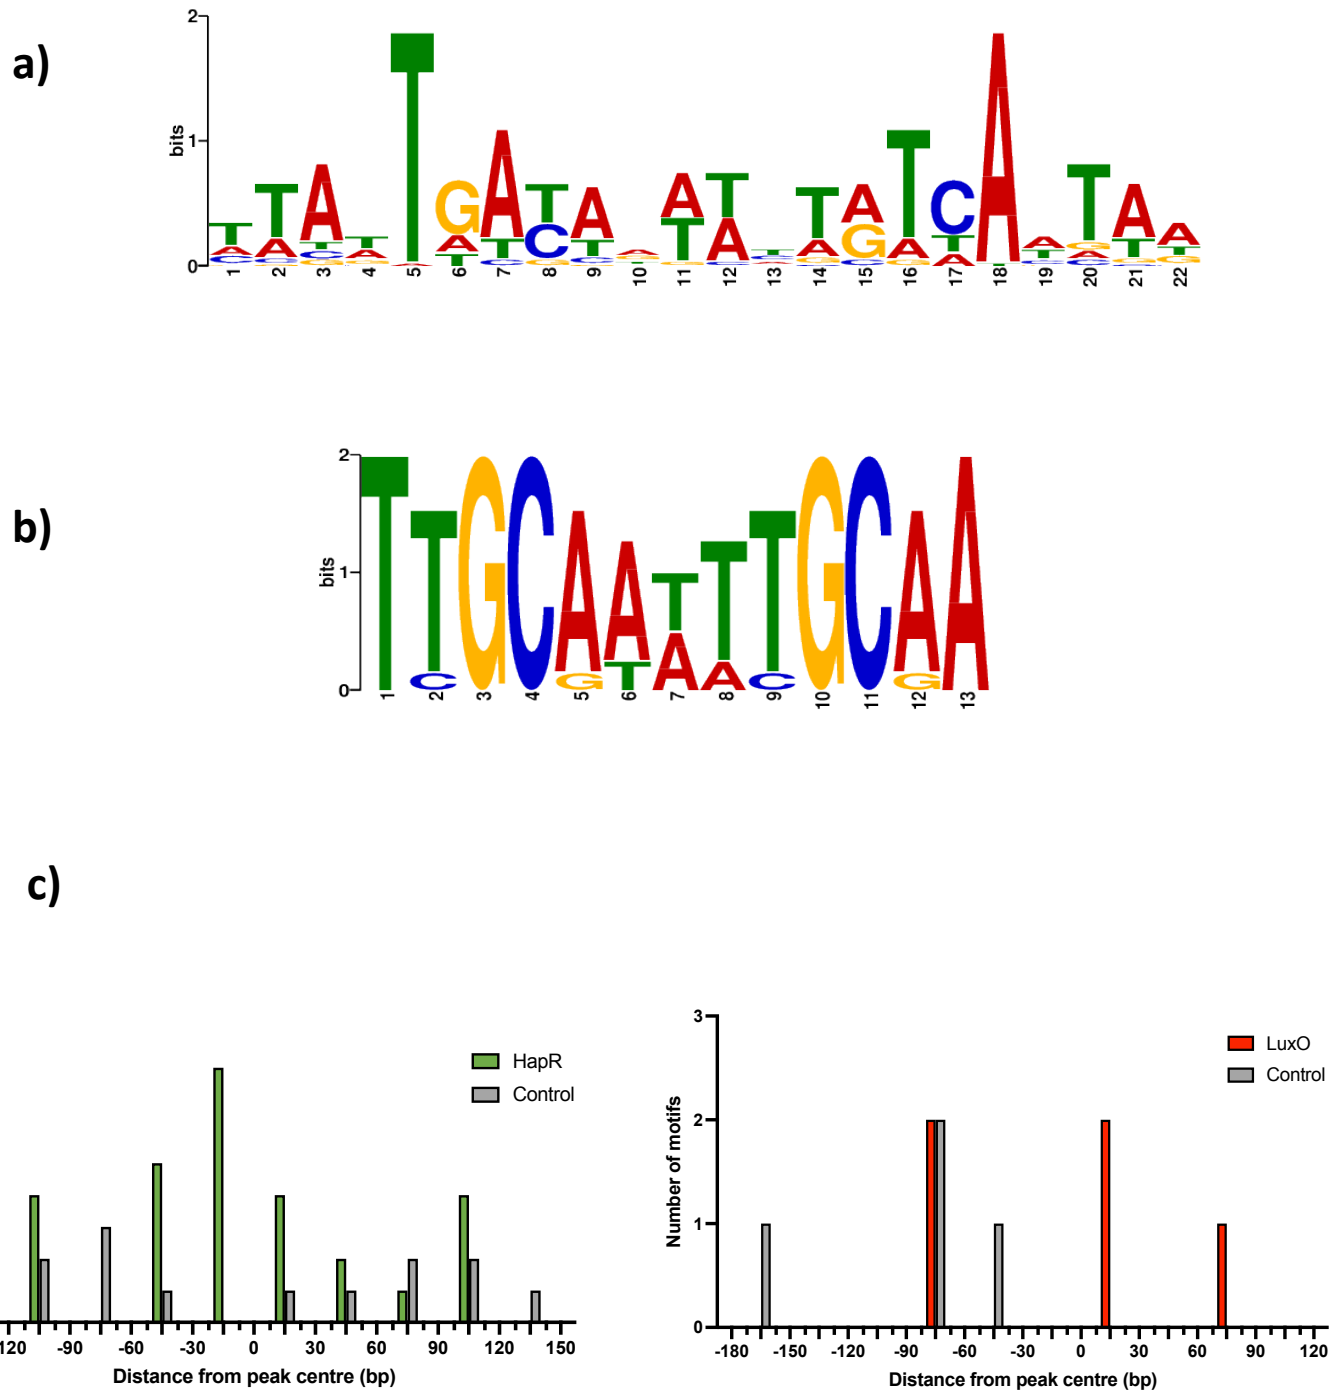 a)
2
1
0
bits
TTATTGATAAATTTATCAATAA
1 2 3 4 5 6 7 8 9 10 11 12 13 14 15 16 17 18 19 20 21 22
b)
2
1
0
bits
TTGCAATTTGCAA
1 2 3 4 5 6 7 8 9 10 11 12 13
c)
HapR
Control
120 -90 -60 -30 0 30 60 90 120 150
Distance from peak centre (bp)
3
2
1
0
Number of motifs
LuxO
Control
-180 -150 -120 -90 -60 -30 0 30 60 90 120
Distance from peak centre (bp)